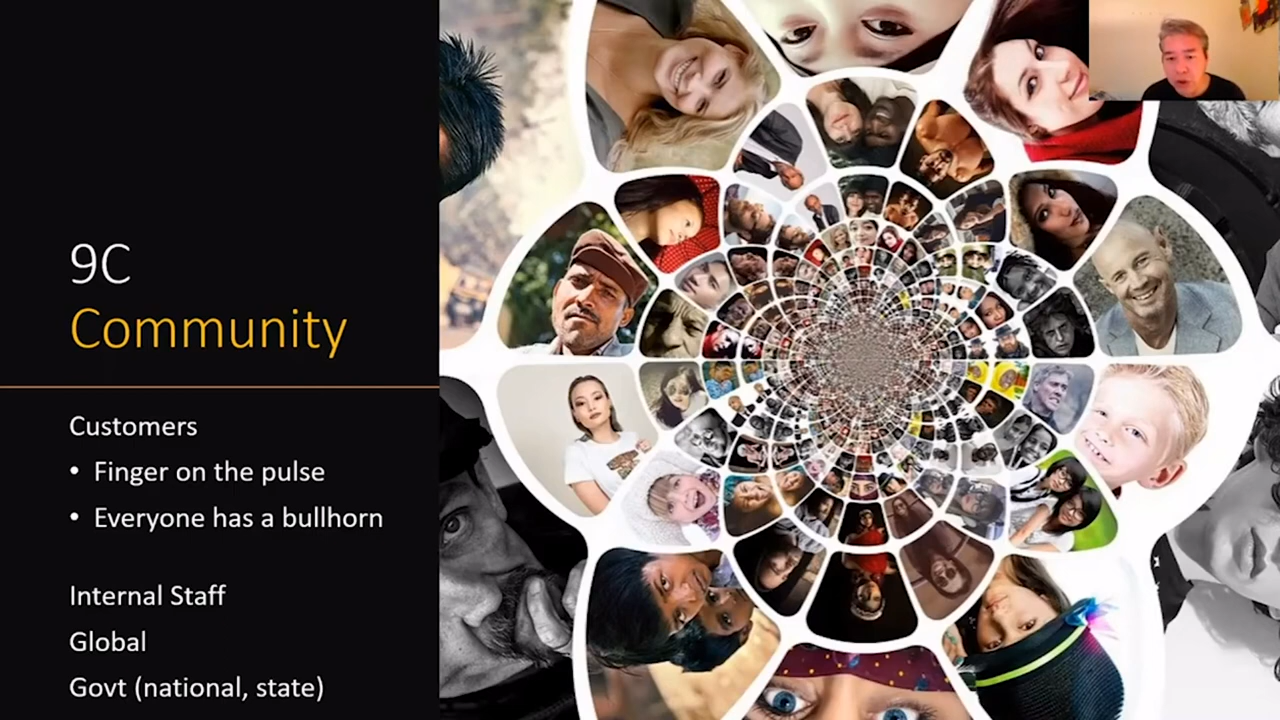 9C
Community
Customers
• Finger on the pulse
• Everyone has a bullhorn
Internal Staff
Global
Govt (national, state)